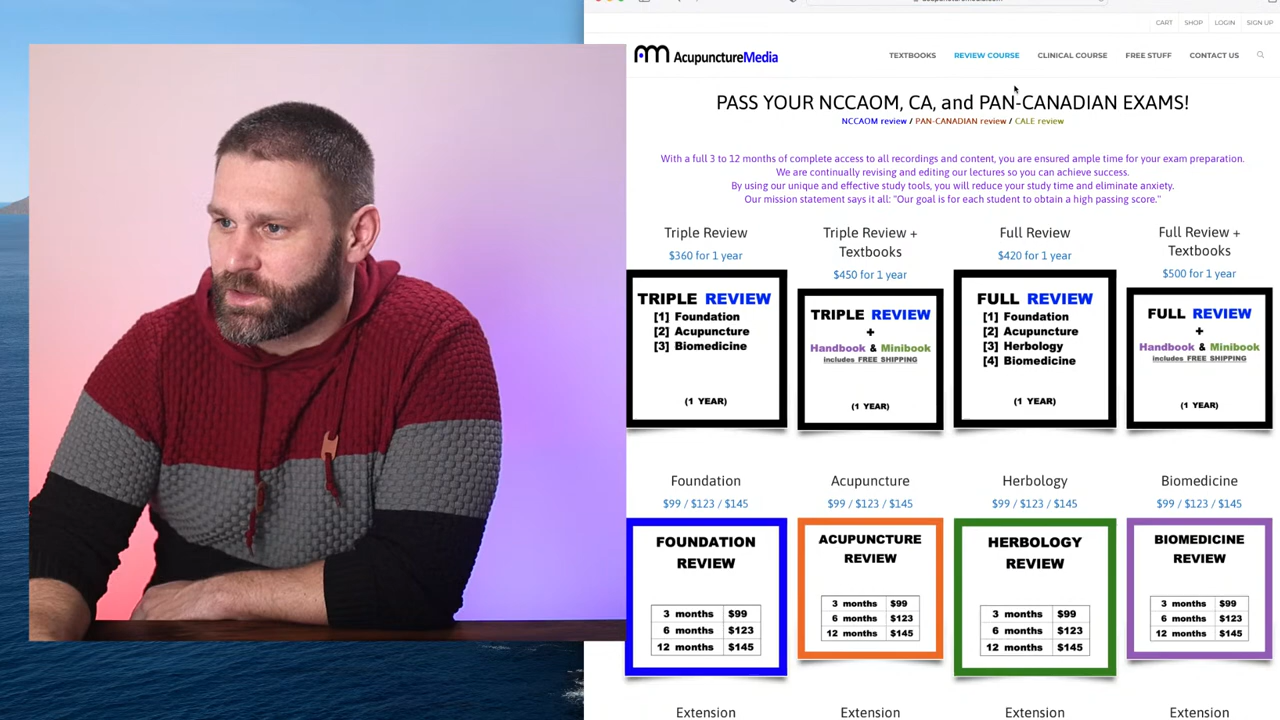 CART SHOP LOGIN SIGN UP
AcupunctureMedia
TEXTBOOKS REVIEW COURSE CLINICAL COURSE FREE STUFF CONTACT US
PASS YOUR NCCAOM, CA, and PAN-CANADIAN EXAMS!
NCCAOM review / PAN-CANADIAN review / CALE review
With a full 3 to 12 months of complete access to all recordings and content, you are ensured ample time for your exam preparation.
We are continually revising and editing our lectures so you can achieve success.
By using our unique and effective study tools, you will reduce your study time and eliminate anxiety.
Our mission statement says it all: "Our goal is for each student to obtain a high passing score."
Triple Review
$360 for 1 year
TRIPLE REVIEW
[1] Foundation
[2] Acupuncture
[3] Biomedicine
(1 YEAR)
Triple Review +
Textbooks
$450 for 1 year
TRIPLE REVIEW
+
Handbook & Minibook
includes FREE SHIPPING
(1 YEAR)
Full Review
$420 for 1 year
FULL REVIEW
[1] Foundation
[2] Acupuncture
[3] Herbology
[4] Biomedicine
(1 YEAR)
Full Review +
Textbooks
$500 for 1 year
FULL REVIEW
+
Handbook & Minibook
includes FREE SHIPPING
(1 YEAR)
Foundation
$99 / $123 / $145
FOUNDATION
REVIEW
3 months $99
6 months $123
12 months $145
Acupuncture
$99 / $123 / $145
ACUPUNCTURE
REVIEW
3 months $99
6 months $123
12 months $145
Herbology
$99 / $123 / $145
HERBOLOGY
REVIEW
3 months $99
6 months $123
12 months $145
Biomedicine
$99 / $123 / $145
BIOMEDICINE
REVIEW
3 months $99
6 months $123
12 months $145
Extension
Extension
Extension
Extension